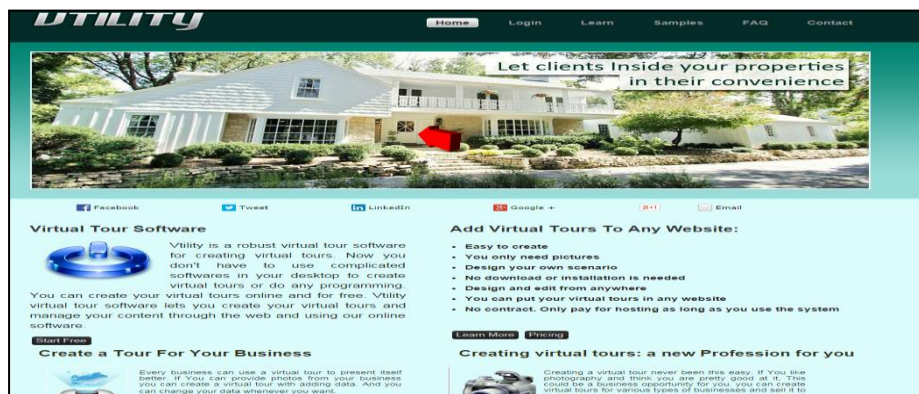 VTILITY
Home Login Learn Samples FAQ Contact
Let clients Inside your properties
in their convenience
Facebook Tweet LinkedIn Google + Email
Virtual Tour Software
Vtility is a robust virtual tour software
for creating virtual tours. Now you
don't have to use complicated
softwares in your desktop to create
virtual tours or do any programming.
You can create your virtual tours online and for free. Vtility
virtual tour software lets you create your virtual tours and
manage your content through the web and using our online
software.
Start Free
Add Virtual Tours To Any Website:
Easy to create
You only need pictures
Design your own scenario
No download or installation is needed
Design and edit from anywhere
You can put your virtual tours in any website
No contract. Only pay for hosting as long as you use the system
Learn More Pricing
Create a Tour For Your Business
Every business can use a virtual tour to present itself
better. If You can provide photos from your business
you can create a virtual tour with adding data. And you
can change your data whenever you want.
Creating virtual tours: a new Profession for you
Creating a virtual tour never been this easy. If You like
photography and think you are pretty good at it, This
could be a business opportunity for you. you can create
virtual tours for various types of businesses and sell it to